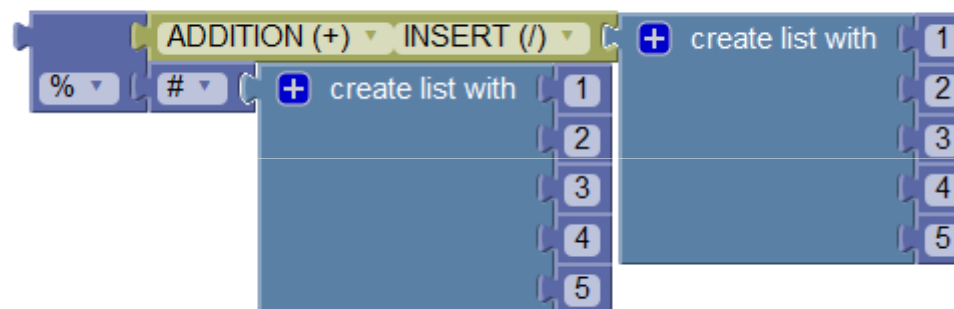 ADDITION (+) INSERT (/) + create list with 1
% # + create list with 1 2
2 3
3 4
4 5
5